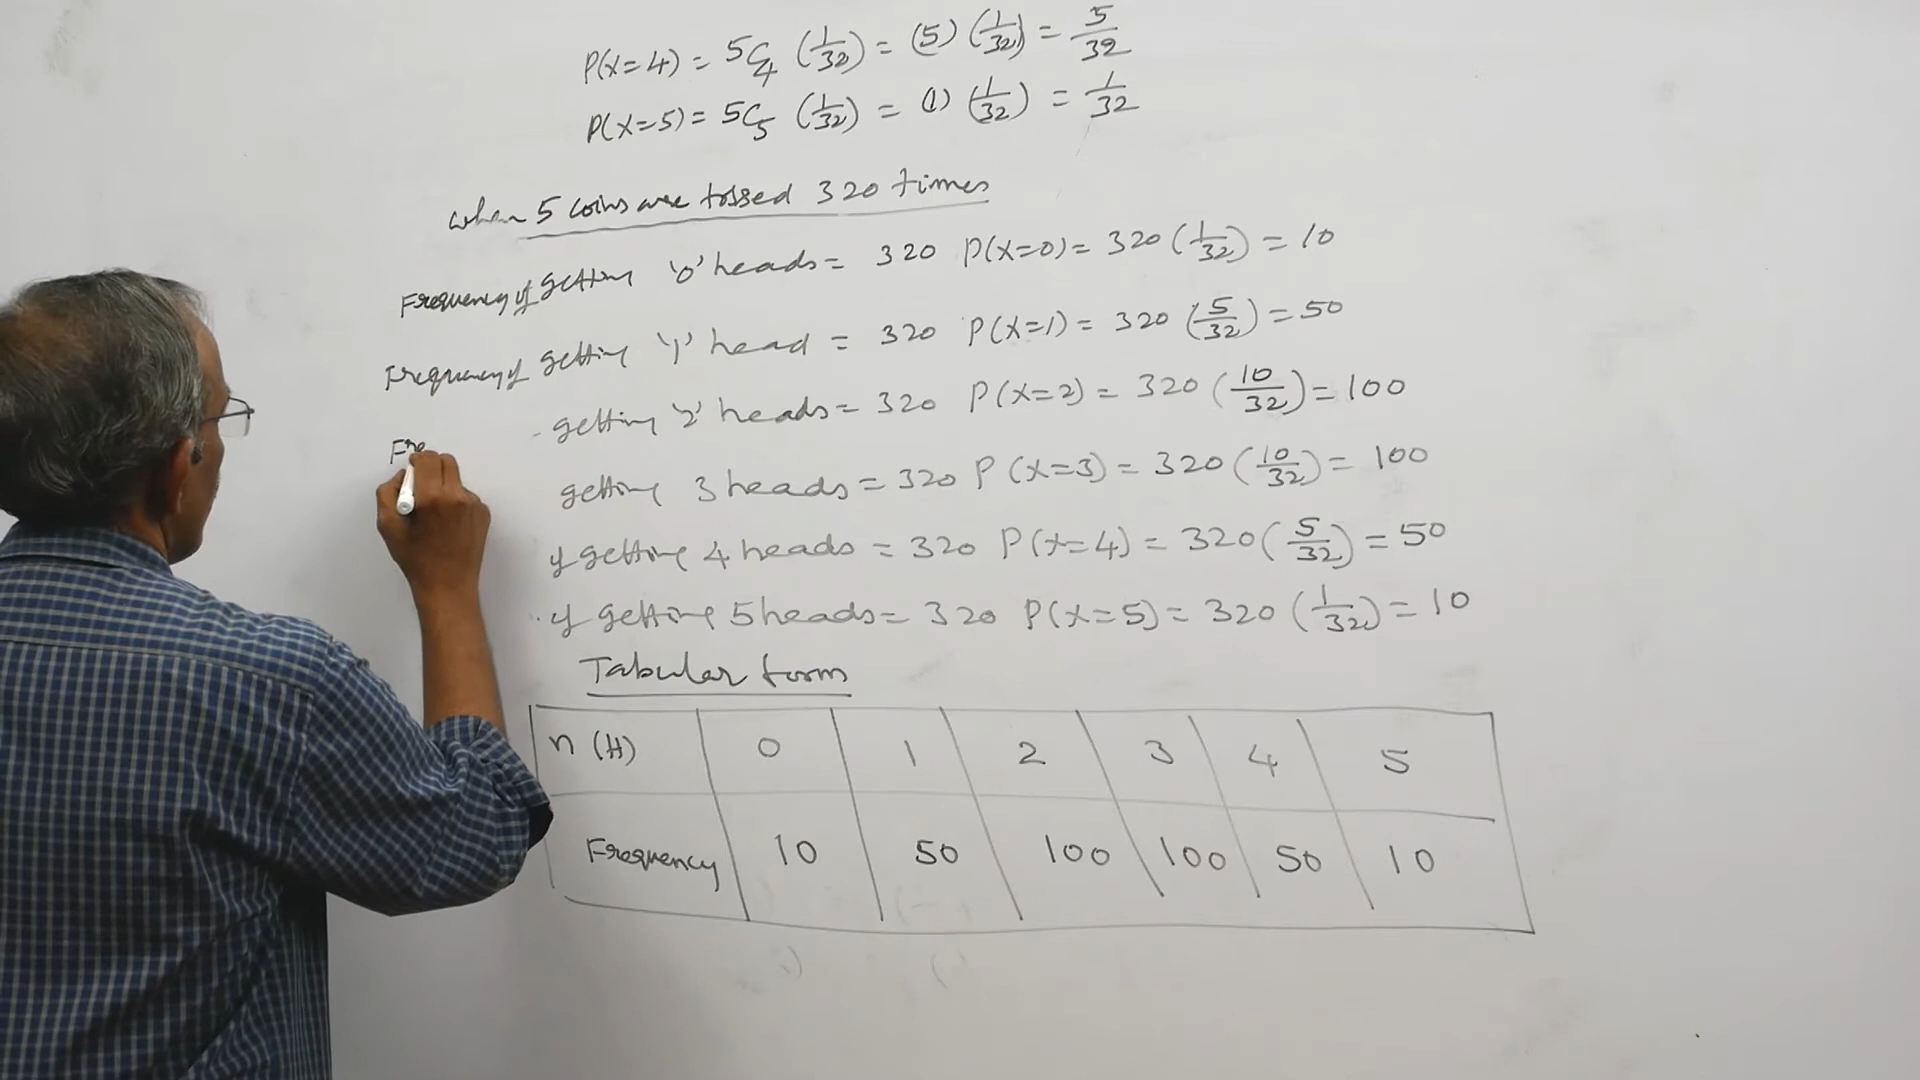 P(X=4) = 5C4 (1/32) = (5) (1/32) = 5/32
P(X=5) = 5C5 (1/32) = (1) (1/32) = 1/32
when 5 coins are tossed 320 times
Frequency of getting '0' heads = 320 P(X=0) = 320 (1/32) = 10
Frequency of getting '1' head = 320 P(X=1) = 320 (5/32) = 50
Fre getting '2' heads = 320 P(X=2) = 320 (10/32) = 100
getting 3 heads = 320 P(X=3) = 320 (10/32) = 100
of getting 4 heads = 320 P(X=4) = 320 (5/32) = 50
of getting 5 heads = 320 P(X=5) = 320 (1/32) = 10
Tabular form
n(H) 0 1 2 3 4 5
Frequency 10 50 100 100 50 10